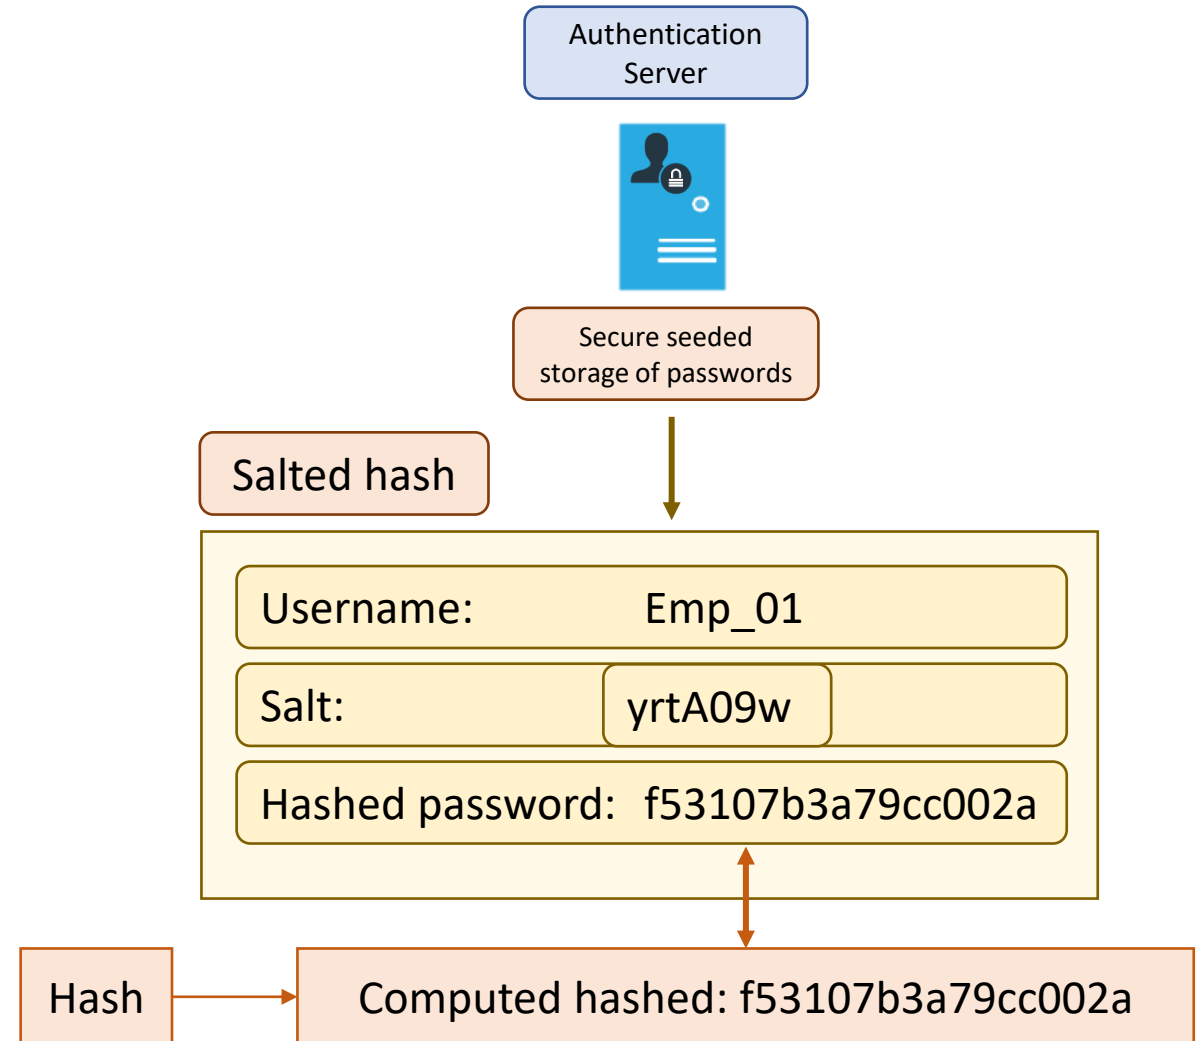 Authentication
Server
Secure seeded
storage of passwords
Salted hash
Username: Emp_01
Salt: yrtA09w
Hashed password: f53107b3a79cc002a
Hash
Computed hashed: f53107b3a79cc002a